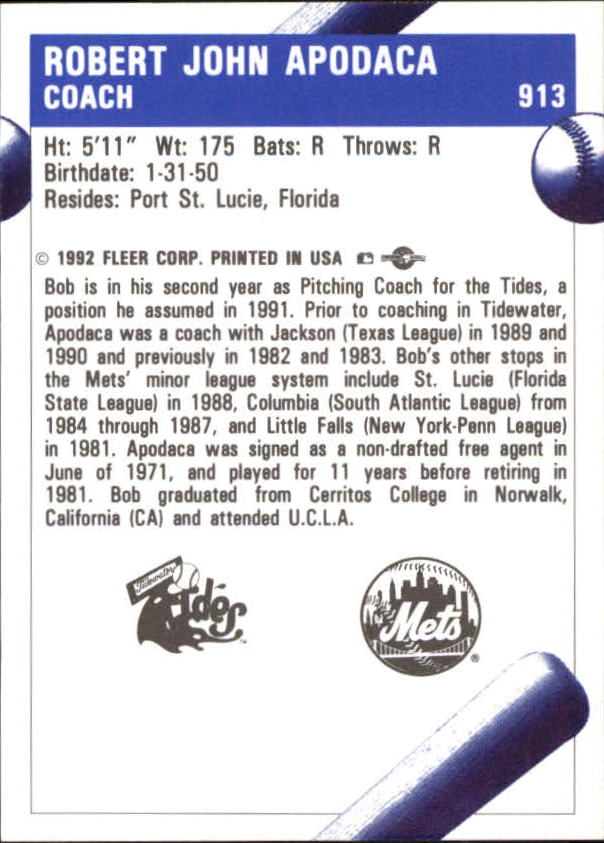 ROBERT JOHN APODACA
COACH 913
Ht: 5'11" Wt: 175 Bats: R Throws: R
Birthdate: 1-31-50
Resides: Port St. Lucie, Florida
© 1992 FLEER CORP. PRINTED IN USA
Bob is in his second year as Pitching Coach for the Tides, a
position he assumed in 1991. Prior to coaching in Tidewater,
Apodaca was a coach with Jackson (Texas League) in 1989 and
1990 and previously in 1982 and 1983. Bob's other stops in
the Mets' minor league system include St. Lucie (Florida
State League) in 1988, Columbia (South Atlantic League) from
1984 through 1987, and Little Falls (New York-Penn League)
in 1981. Apodaca was signed as a non-drafted free agent in
June of 1971, and played for 11 years before retiring in
1981. Bob graduated from Cerritos College in Norwalk,
California (CA) and attended U.C.L.A.
Tidewater
Tides
™
Mets
®